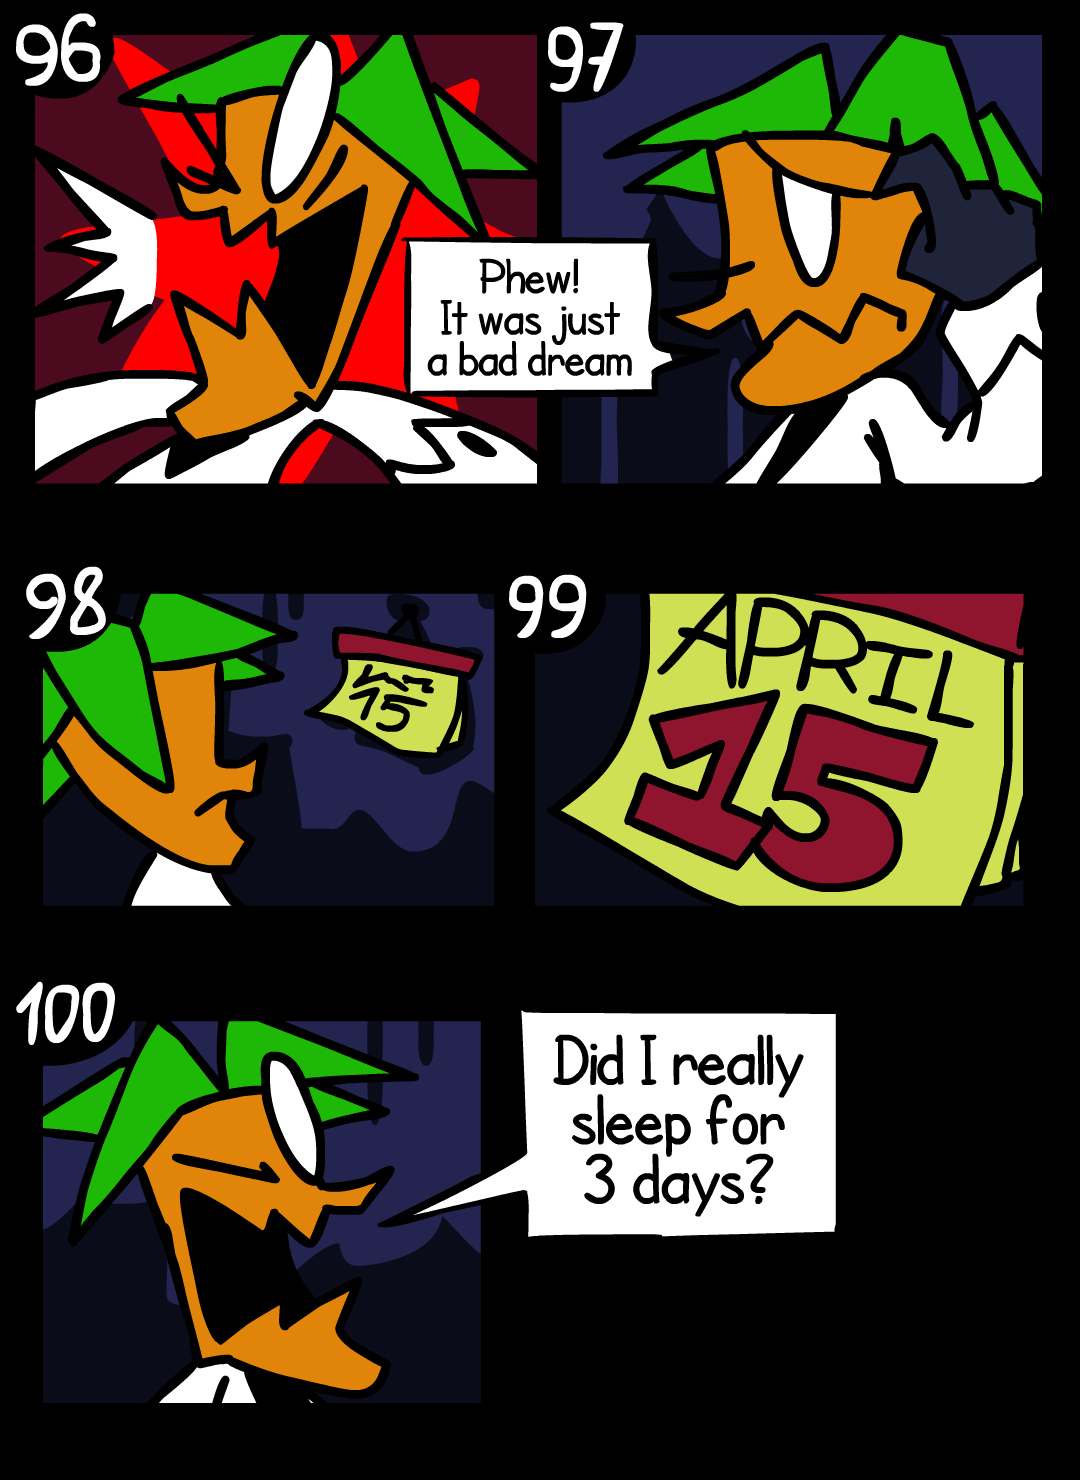 96
97
Phew!
It was just
a bad dream
98
15
99
APRIL
15
100
Did I really
sleep for
3 days?